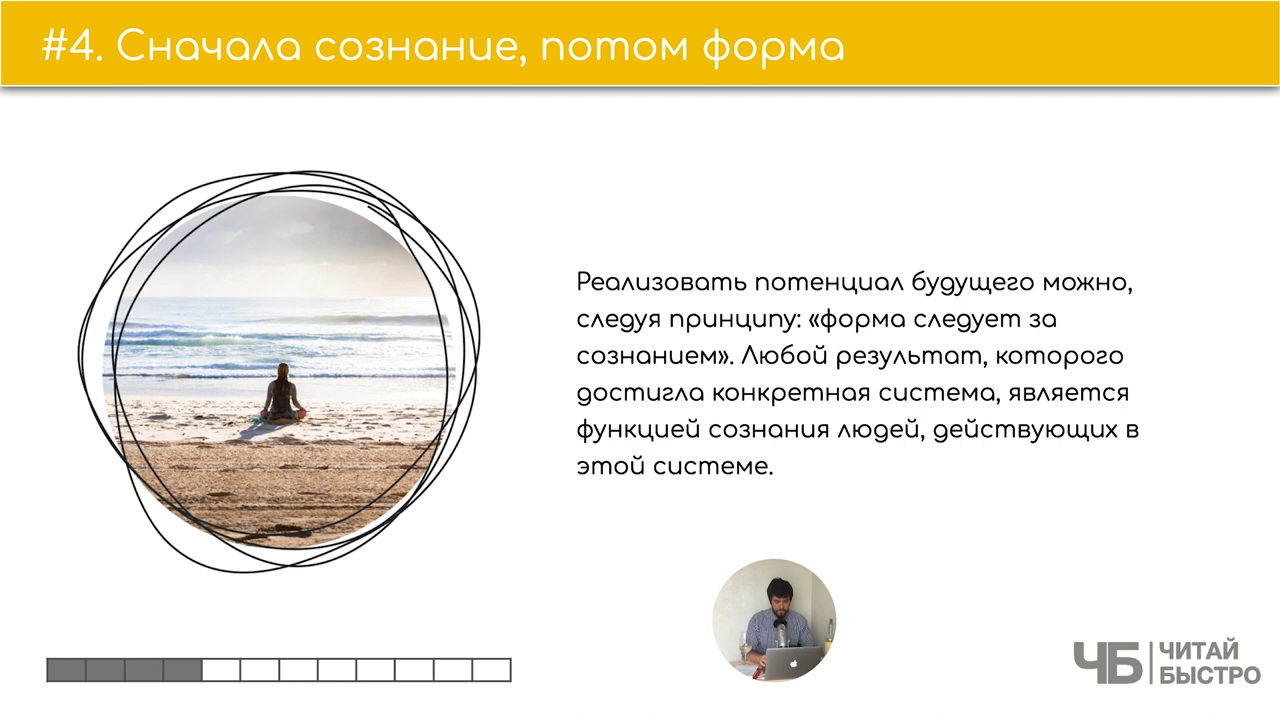 #4. Сначала сознание, потом форма
Реализовать потенциал будущего можно,
следуя принципу: «форма следует за
сознанием». Любой результат, которого
достигла конкретная система, является
функцией сознания людей, действующих в
этой системе.
ЧБ
ЧИТАЙ
БЫСТРО